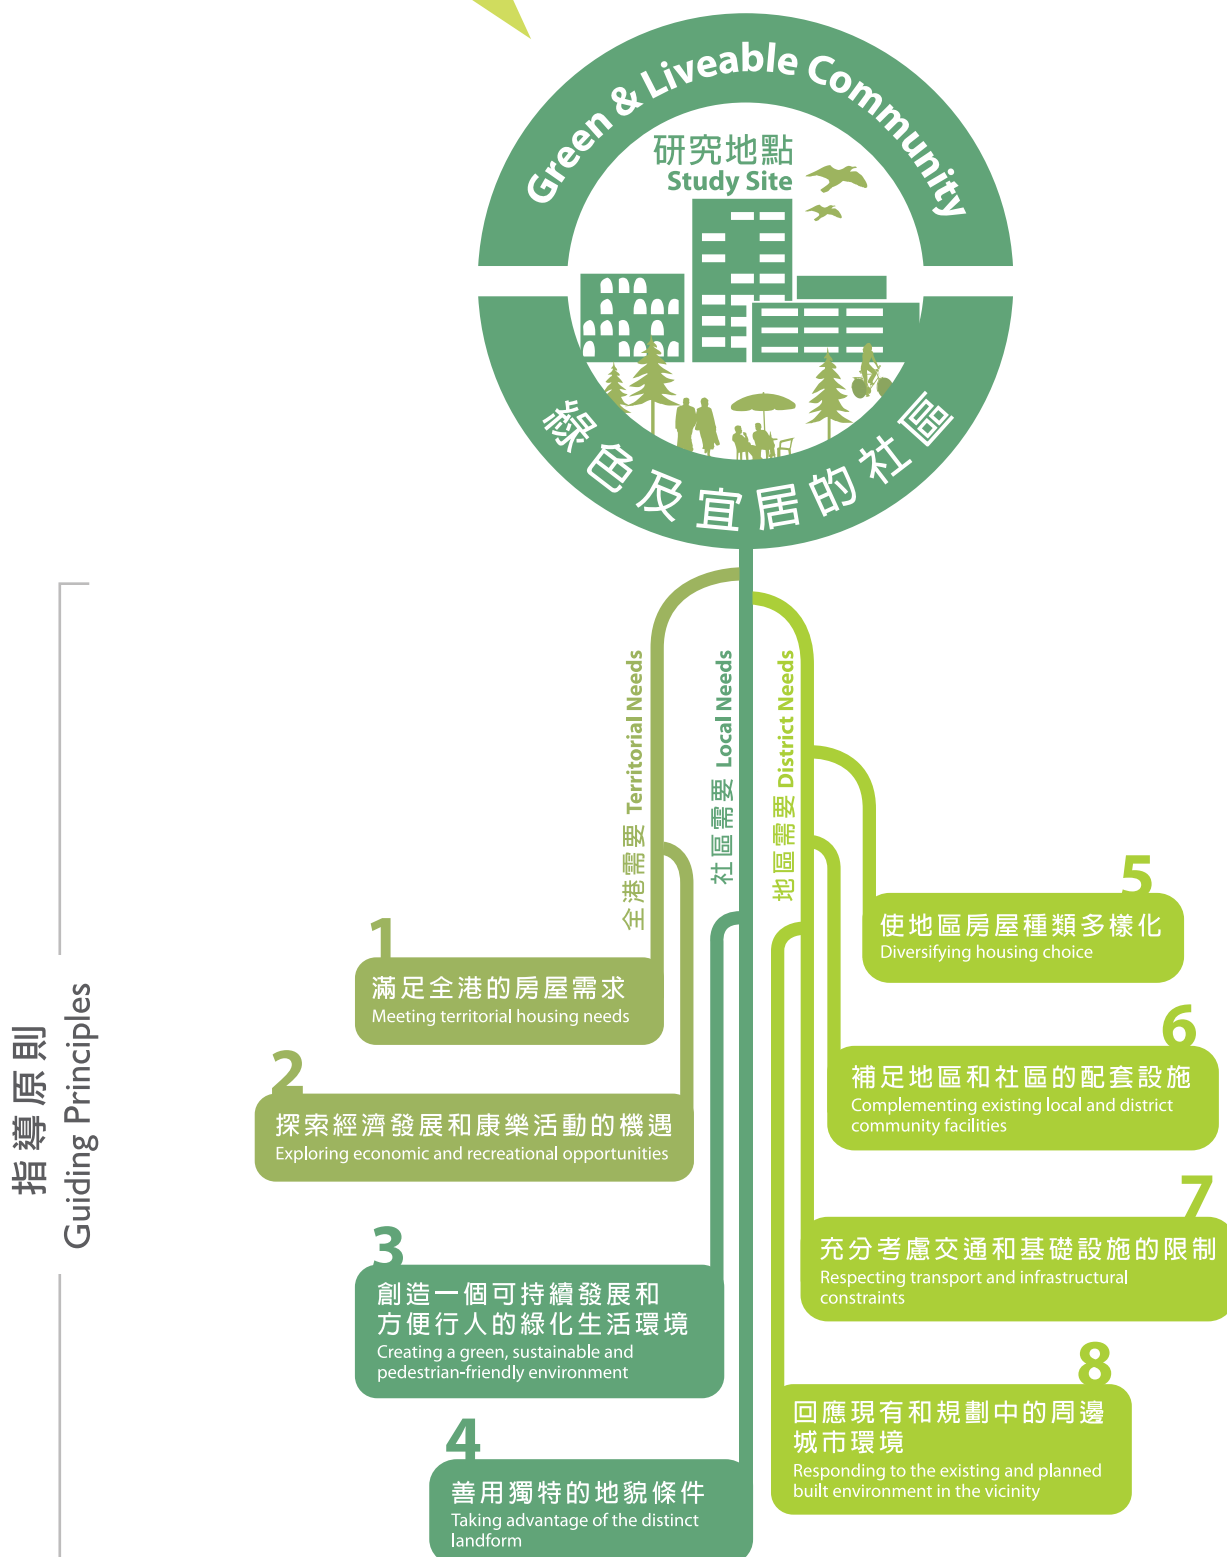 Green & Liveable Community
研究地點
Study Site
綠色及宜居的社區
指導原則
Guiding Principles
全港需要 Territorial Needs
社區需要 Local Needs
地區需要 District Needs
1
滿足全港的房屋需求
Meeting territorial housing needs
2
探索經濟發展和康樂活動的機遇
Exploring economic and recreational opportunities
3
創造一個可持續發展和
方便行人的綠化生活環境
Creating a green, sustainable and
pedestrian-friendly environment
4
善用獨特的地貌條件
Taking advantage of the distinct
landform
5
使地區房屋種類多樣化
Diversifying housing choice
6
補足地區和社區的配套設施
Complementing existing local and district
community facilities
7
充分考慮交通和基礎設施的限制
Respecting transport and infrastructural
constraints
8
回應現有和規劃中的周邊
城市環境
Responding to the existing and planned
built environment in the vicinity